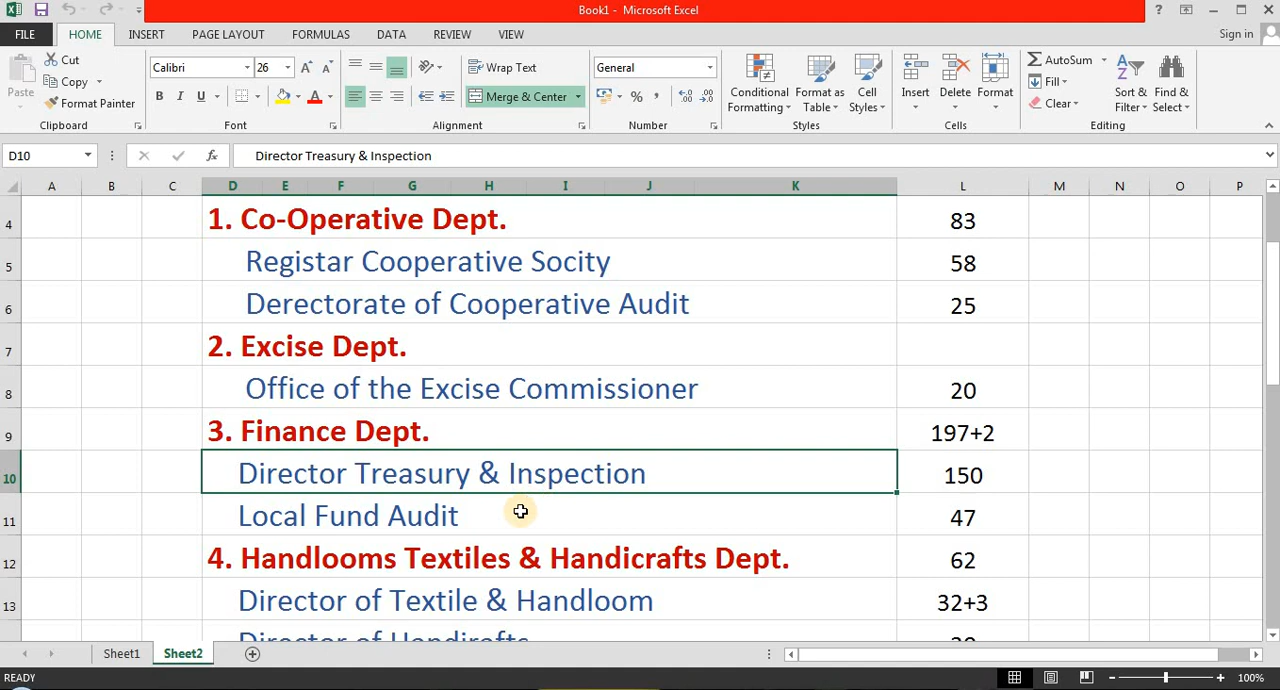 Book1 - Microsoft Excel
FILE HOME INSERT PAGE LAYOUT FORMULAS DATA REVIEW VIEW Sign in
Paste
Cut
Copy
Format Painter
Clipboard
Calibri 26
B I U
Font
Wrap Text
Merge & Center
Alignment
General
%
Number
Conditional Formatting
Format as Table
Cell Styles
Styles
Insert
Delete
Format
Cells
AutoSum
Fill
Clear
Sort & Filter
Find & Select
Editing
D10 fx Director Treasury & Inspection
A B C D E F G H I J K L M N O P
4 1. Co-Operative Dept. 83
5 Registar Cooperative Socity 58
6 Derectorate of Cooperative Audit 25
7 2. Excise Dept.
8 Office of the Excise Commissioner 20
9 3. Finance Dept. 197+2
10 Director Treasury & Inspection 150
11 Local Fund Audit 47
12 4. Handlooms Textiles & Handicrafts Dept. 62
13 Director of Textile & Handloom 32+3
Director of Handirafts
Sheet1 Sheet2
READY 100%